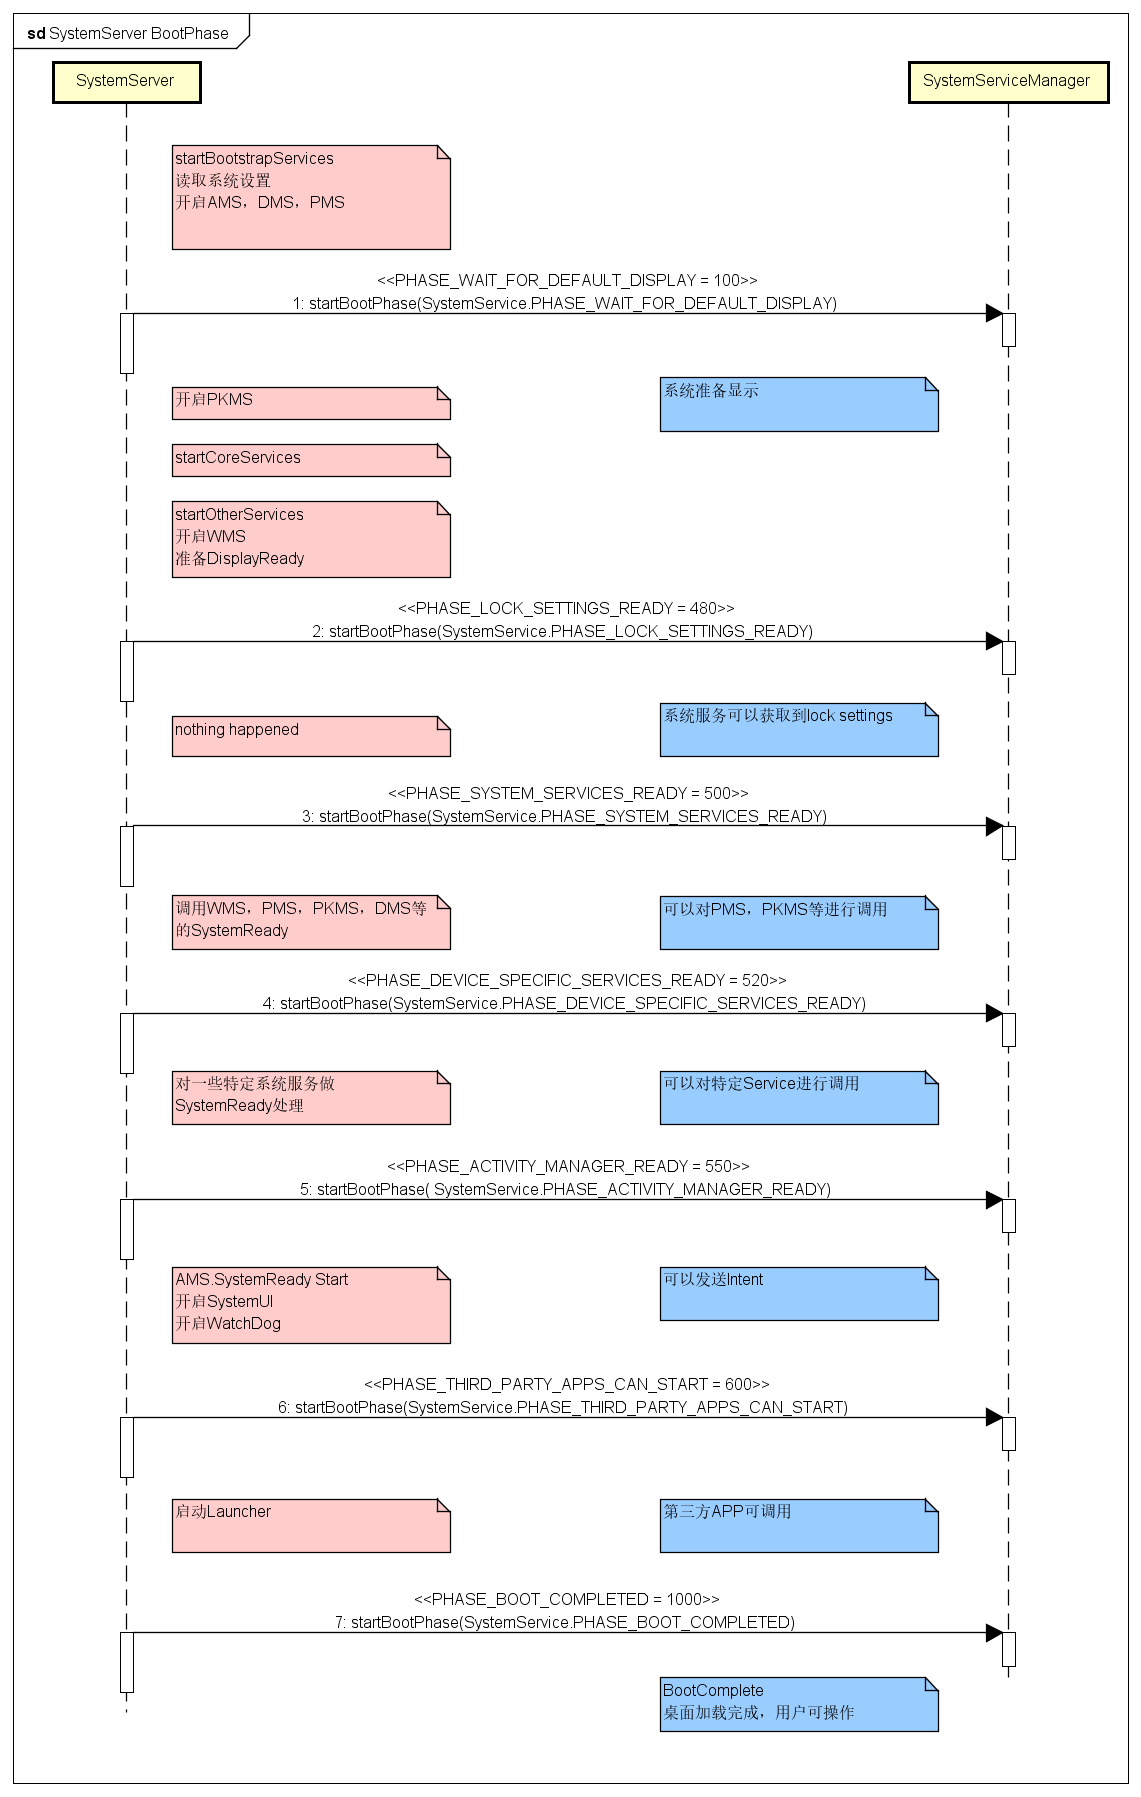 sd SystemServer BootPhase
SystemServer
SystemServiceManager
startBootstrapServices
读取系统设置
开启AMS，DMS，PMS
<<PHASE_WAIT_FOR_DEFAULT_DISPLAY = 100>>
1: startBootPhase(SystemService.PHASE_WAIT_FOR_DEFAULT_DISPLAY)
系统准备显示
开启PKMS
startCoreServices
startOtherServices
开启WMS
准备DisplayReady
<<PHASE_LOCK_SETTINGS_READY = 480>>
2: startBootPhase(SystemService.PHASE_LOCK_SETTINGS_READY)
系统服务可以获取到lock settings
nothing happened
<<PHASE_SYSTEM_SERVICES_READY = 500>>
3: startBootPhase(SystemService.PHASE_SYSTEM_SERVICES_READY)
调用WMS，PMS，PKMS，DMS等
的SystemReady
可以对PMS，PKMS等进行调用
<<PHASE_DEVICE_SPECIFIC_SERVICES_READY = 520>>
4: startBootPhase(SystemService.PHASE_DEVICE_SPECIFIC_SERVICES_READY)
对一些特定系统服务做
SystemReady处理
可以对特定Service进行调用
<<PHASE_ACTIVITY_MANAGER_READY = 550>>
5: startBootPhase( SystemService.PHASE_ACTIVITY_MANAGER_READY)
AMS.SystemReady Start
开启SystemUI
开启WatchDog
可以发送Intent
<<PHASE_THIRD_PARTY_APPS_CAN_START = 600>>
6: startBootPhase(SystemService.PHASE_THIRD_PARTY_APPS_CAN_START)
启动Launcher
第三方APP可调用
<<PHASE_BOOT_COMPLETED = 1000>>
7: startBootPhase(SystemService.PHASE_BOOT_COMPLETED)
BootComplete
桌面加载完成，用户可操作